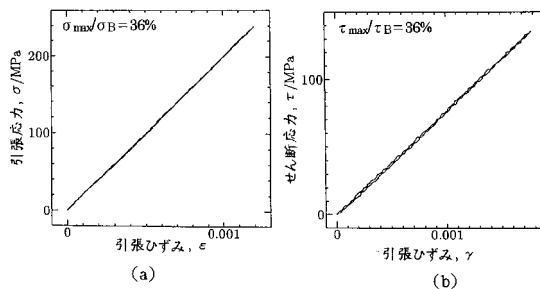 σmax/σB=36%
200
引張応力, σ/MPa
100
0
0
0.001
引張ひずみ, ε
(a)
τmax/τB=36%
せん断応力, τ/MPa
100
0
0
0.001
引張ひずみ, γ
(b)